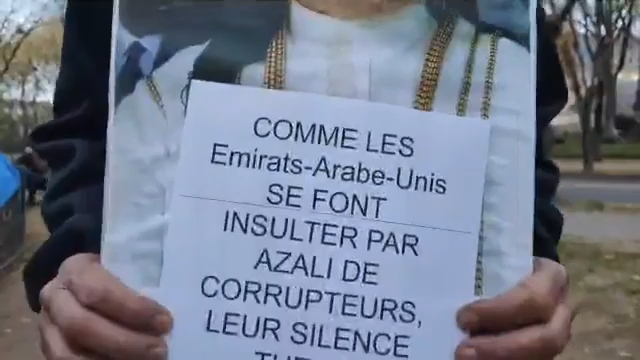 COMME LES
Emirats-Arabe-Unis
SE FONT
INSULTER PAR
AZALI DE
CORRUPTEURS,
LEUR SILENCE